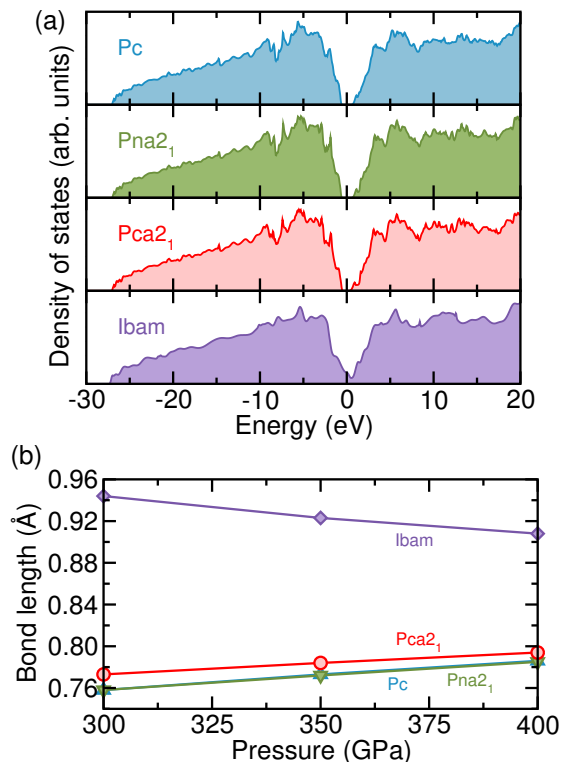 (a)
Density of states (arb. units)
Pc
Pna2₁
Pca2₁
Ibam
-30 -20 -10 0 10 20
Energy (eV)
(b)
Bond length (Å)
0.96
0.92
0.88
0.84
0.80
0.76
Ibam
Pca2₁
Pc
Pna2₁
300 325 350 375 400
Pressure (GPa)